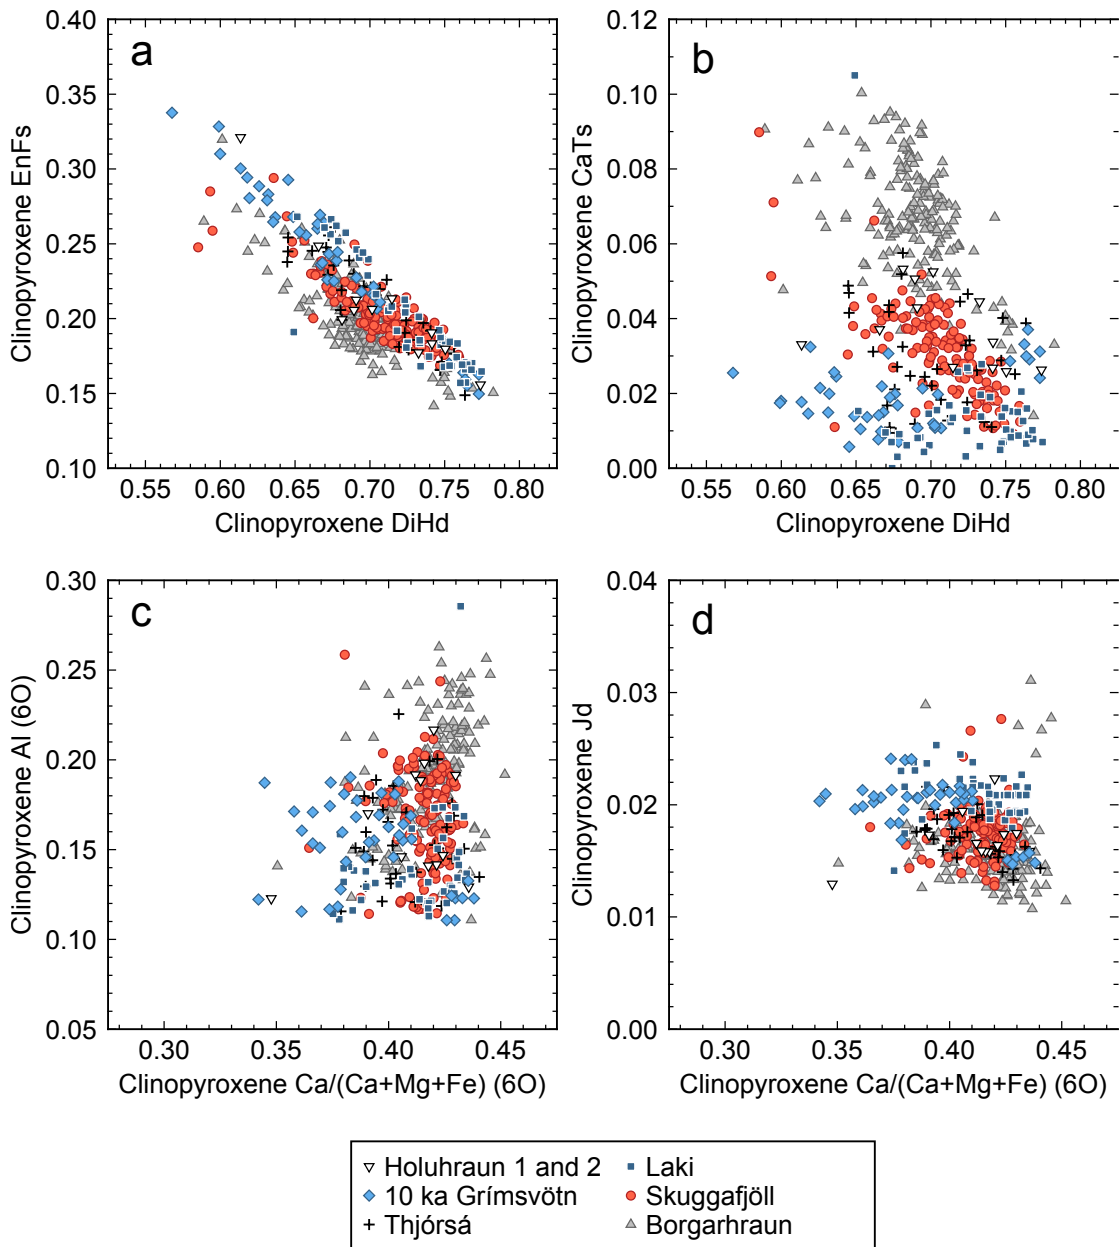 a
0.40
0.35
0.30
0.25
0.20
0.15
0.10
Clinopyroxene EnFs
0.55 0.60 0.65 0.70 0.75 0.80
Clinopyroxene DiHd
b
0.12
0.10
0.08
0.06
0.04
0.02
0.00
Clinopyroxene CaTs
0.55 0.60 0.65 0.70 0.75 0.80
Clinopyroxene DiHd
c
0.30
0.25
0.20
0.15
0.10
0.05
Clinopyroxene Al (6O)
0.30 0.35 0.40 0.45
Clinopyroxene Ca/(Ca+Mg+Fe) (6O)
d
0.04
0.03
0.02
0.01
0.00
Clinopyroxene Jd
0.30 0.35 0.40 0.45
Clinopyroxene Ca/(Ca+Mg+Fe) (6O)
Holuhraun 1 and 2
10 ka Grímsvötn
Thjórsá
Laki
Skuggafjöll
Borgarhraun